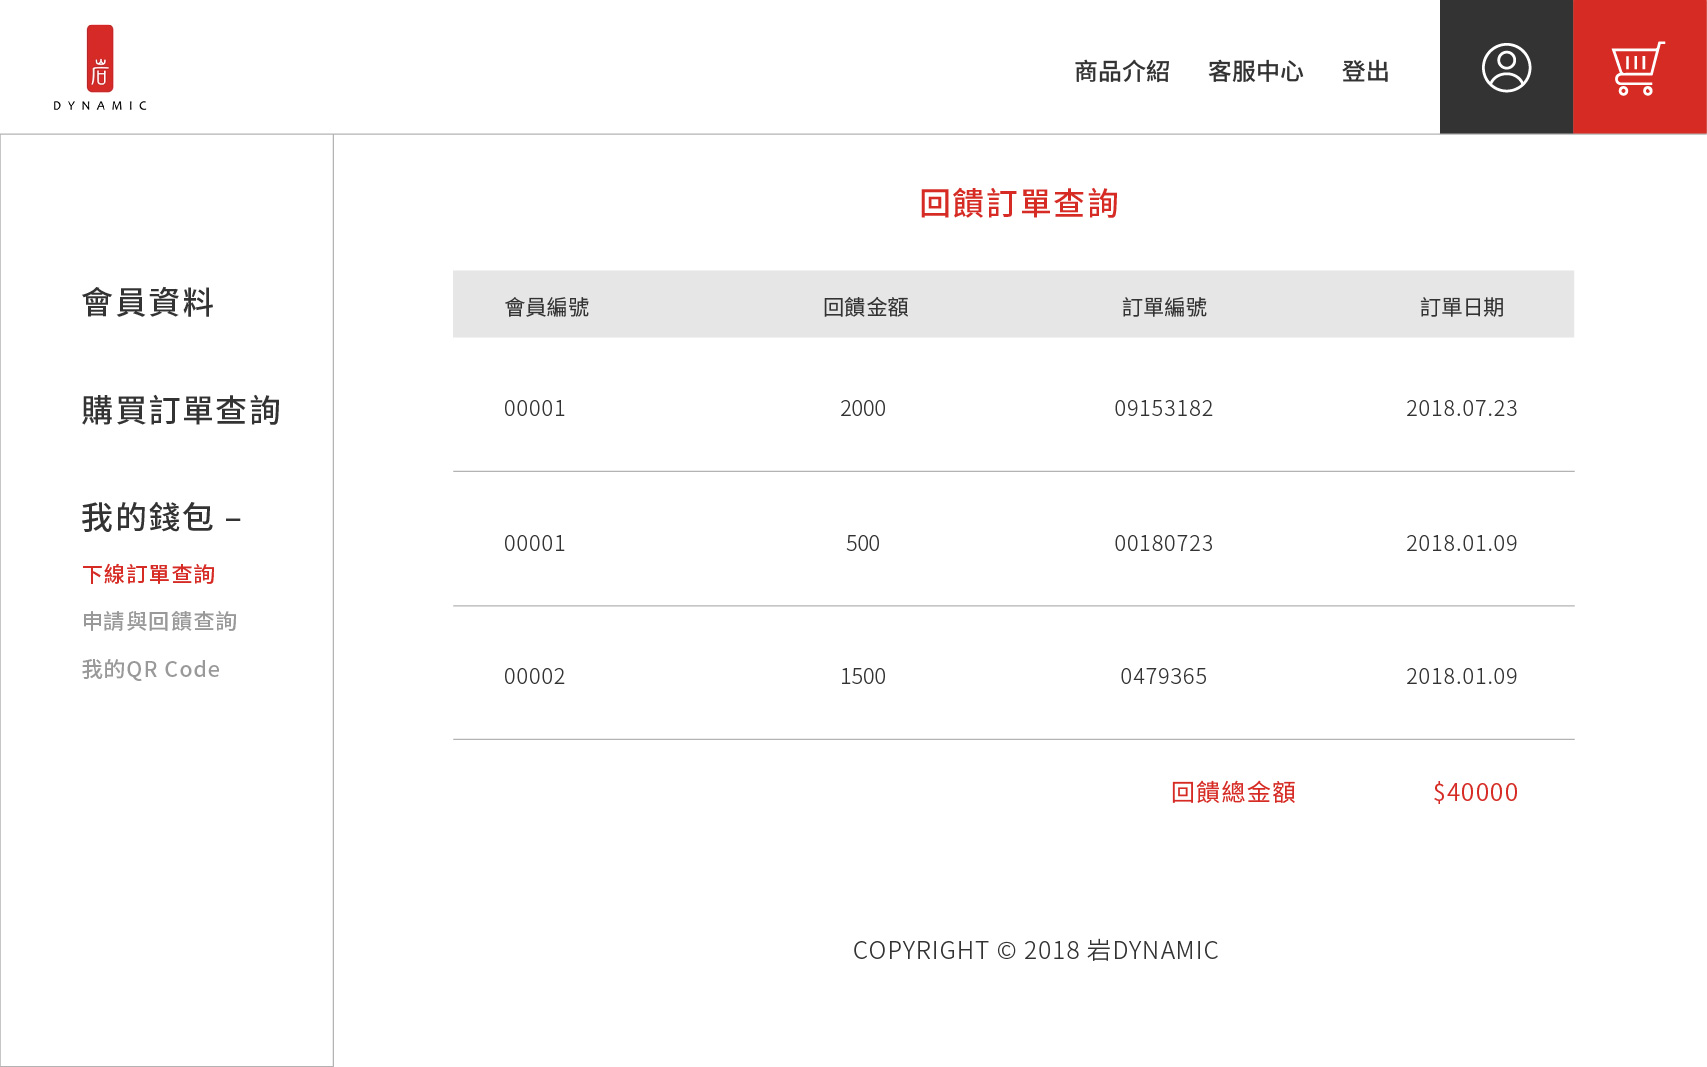 岩
DYNAMIC
商品介紹 客服中心 登出
回饋訂單查詢
會員資料
購買訂單查詢
我的錢包 –
下線訂單查詢
申請與回饋查詢
我的QR Code
會員編號 回饋金額 訂單編號 訂單日期
00001 2000 09153182 2018.07.23
00001 500 00180723 2018.01.09
00002 1500 0479365 2018.01.09
回饋總金額 $40000
COPYRIGHT © 2018 岩DYNAMIC